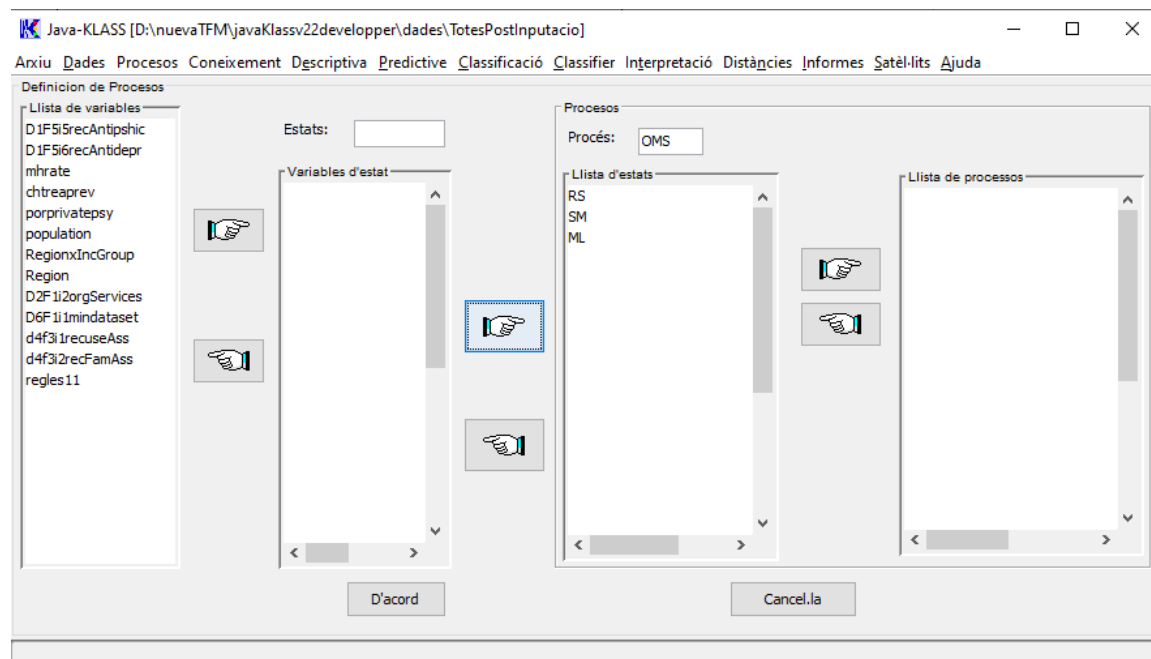 Java-KLASS [D:\nuevaTFM\javaKlassv22developper\dades\TotesPostInputacio]
Arxiu Dades Procesos Coneixement Descriptiva Predictive Classificació Classifier Interpretació Distàncies Informes Satèl·lits Ajuda
Definicion de Procesos
Llista de variables
D1F5i5recAntipshic
D1F5i6recAntidepr
mhrate
chtreaprev
porprivatepsy
population
RegionxIncGroup
Region
D2F1i2orgServices
D6F1i1mindataset
d4f3i1recuseAss
d4f3i2recFamAss
regles11
Estats:
Variables d'estat
Procesos
Procés: OMS
Llista d'estats
RS
SM
ML
Llista de processos
D'acord
Cancel.la